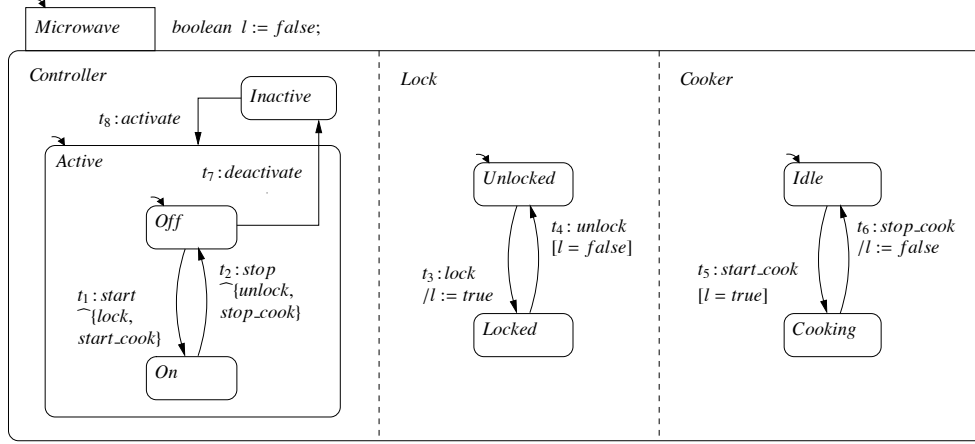 Microwave
boolean l := false;
Controller
Inactive
t8 : activate
Active
t7 : deactivate
Off
t2 : stop
⌒{unlock,
stop_cook}
t1 : start
⌒{lock,
start_cook}
On
Lock
Unlocked
t4 : unlock
[l = false]
t3 : lock
/l := true
Locked
Cooker
Idle
t6 : stop_cook
/l := false
t5 : start_cook
[l = true]
Cooking